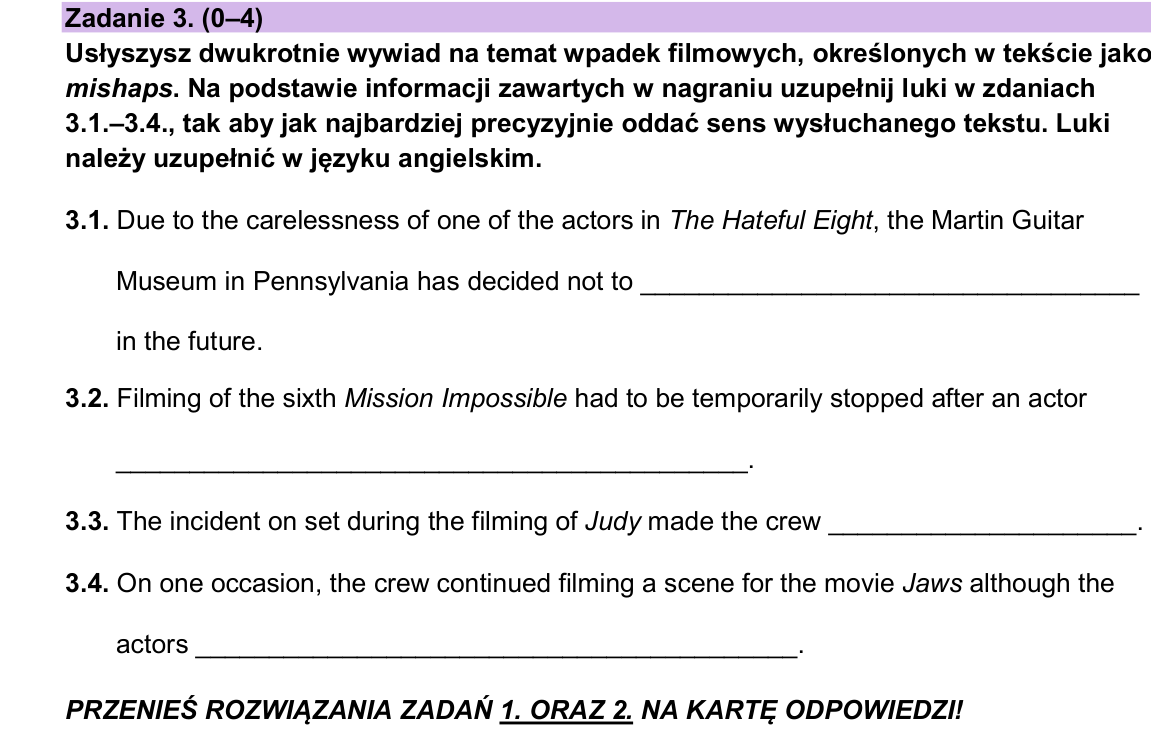 Zadanie 3. (0–4)
Usłyszysz dwukrotnie wywiad na temat wpadek filmowych, określonych w tekście jako
mishaps. Na podstawie informacji zawartych w nagraniu uzupełnij luki w zdaniach
3.1.–3.4., tak aby jak najbardziej precyzyjnie oddać sens wysłuchanego tekstu. Luki
należy uzupełnić w języku angielskim.
3.1. Due to the carelessness of one of the actors in The Hateful Eight, the Martin Guitar
Museum in Pennsylvania has decided not to ___________________________________
in the future.
3.2. Filming of the sixth Mission Impossible had to be temporarily stopped after an actor
____________________________________________.
3.3. The incident on set during the filming of Judy made the crew _____________________.
3.4. On one occasion, the crew continued filming a scene for the movie Jaws although the
actors __________________________________________.
PRZENIEŚ ROZWIĄZANIA ZADAŃ 1. ORAZ 2. NA KARTĘ ODPOWIEDZI!